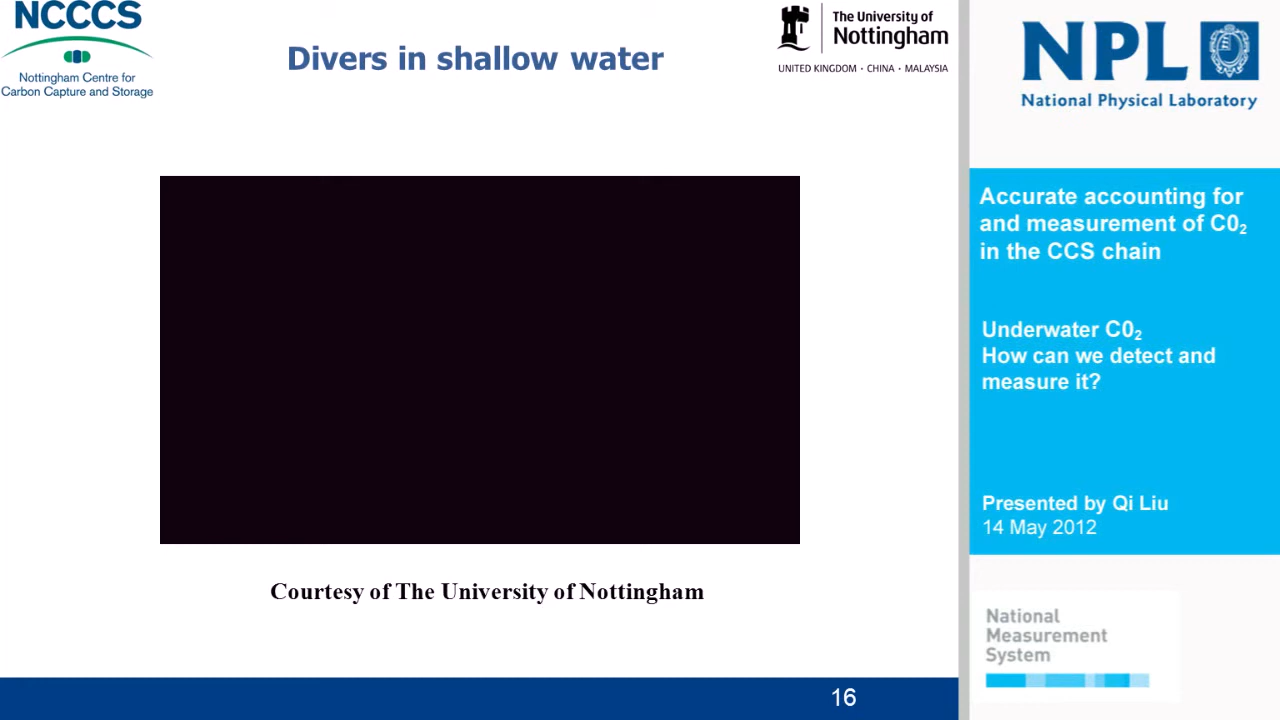 NCCCS
Nottingham Centre for
Carbon Capture and Storage
Divers in shallow water
The University of
Nottingham
UNITED KINGDOM · CHINA · MALAYSIA
Courtesy of The University of Nottingham
16
NPL
National Physical Laboratory
Accurate accounting for
and measurement of C0₂
in the CCS chain
Underwater C0₂
How can we detect and
measure it?
Presented by Qi Liu
14 May 2012
National
Measurement
System